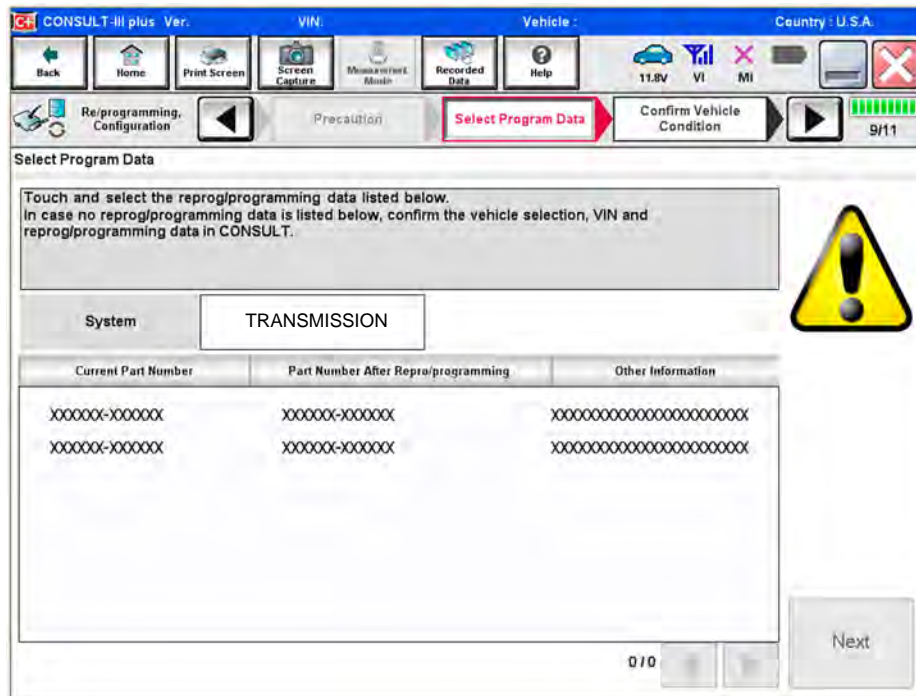 C+ CONSULT-III plus Ver. VIN: Vehicle : Country : U.S.A.
Back Home Print Screen Screen Capture Measurement Mode Recorded Data Help 11.8V VI MI
Re/programming, Configuration Precaution Select Program Data Confirm Vehicle Condition 9/11
Select Program Data
Touch and select the reprog/programming data listed below.
In case no reprog/programming data is listed below, confirm the vehicle selection, VIN and
reprog/programming data in CONSULT.
System TRANSMISSION
Current Part Number Part Number After Repro/programming Other Information
XXXXXX-XXXXXX XXXXXX-XXXXXX XXXXXXXXXXXXXXXXXXXXXXX
XXXXXX-XXXXXX XXXXXX-XXXXXX XXXXXXXXXXXXXXXXXXXXXXX
Next
0/0